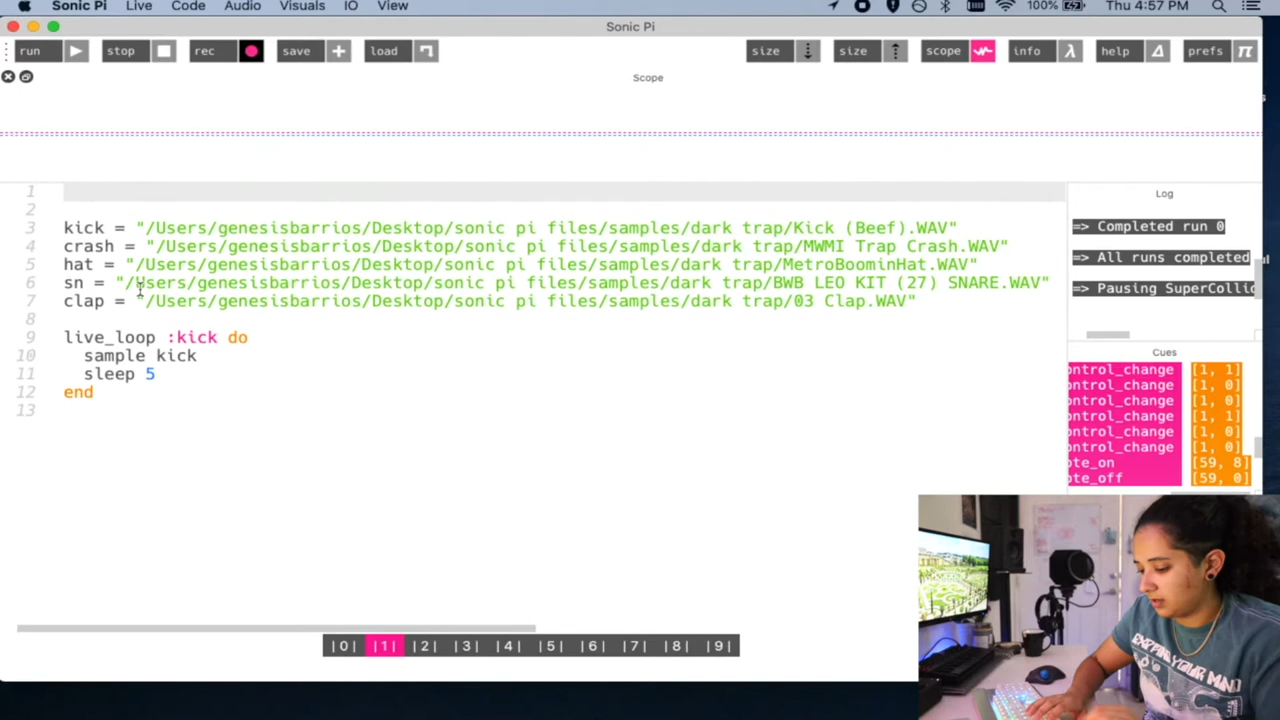 Sonic Pi Live Code Audio Visuals IO View 100% Thu 4:57 PM
Sonic Pi
run stop rec save load size size scope info help prefs
Scope
1
2
3 kick = "/Users/genesisbarrios/Desktop/sonic pi files/samples/dark trap/Kick (Beef).WAV"
4 crash = "/Users/genesisbarrios/Desktop/sonic pi files/samples/dark trap/MWMI Trap Crash.WAV"
5 hat = "/Users/genesisbarrios/Desktop/sonic pi files/samples/dark trap/MetroBoominHat.WAV"
6 sn = "/Users/genesisbarrios/Desktop/sonic pi files/samples/dark trap/BWB LEO KIT (27) SNARE.WAV"
7 clap = "/Users/genesisbarrios/Desktop/sonic pi files/samples/dark trap/03 Clap.WAV"
8
9 live_loop :kick do
10 sample kick
11 sleep 5
12 end
13
Log
=> Completed run 0
=> All runs completed
=> Pausing SuperCollid
Cues
ontrol_change [1, 1]
ontrol_change [1, 0]
ontrol_change [1, 0]
ontrol_change [1, 1]
ontrol_change [1, 0]
ontrol_change [1, 0]
ote_on [59, 8]
ote_off [59, 0]
|0| |1| |2| |3| |4| |5| |6| |7| |8| |9|